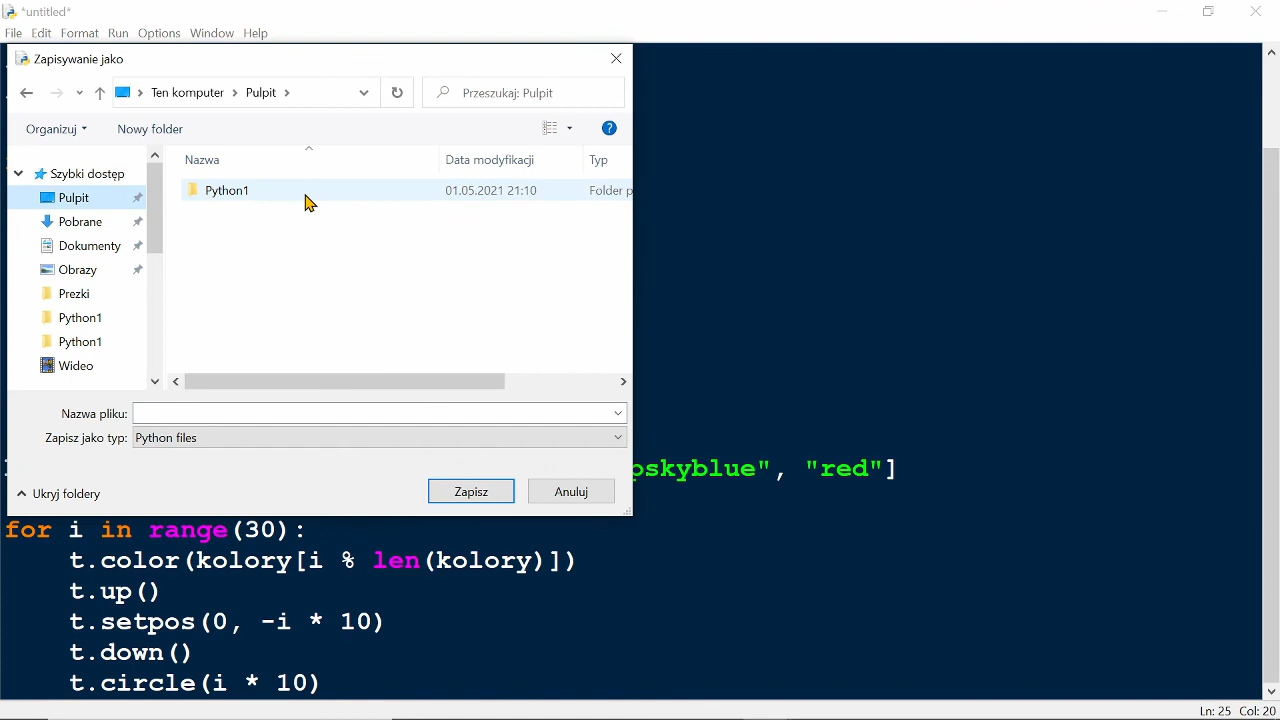 *untitled*
File Edit Format Run Options Window Help
Zapisywanie jako
Ten komputer Pulpit
Przeszukaj: Pulpit
Organizuj Nowy folder
Nazwa Data modyfikacji Typ
Python1 01.05.2021 21:10 Folder p
Szybki dostęp
Pulpit
Pobrane
Dokumenty
Obrazy
Prezki
Python1
Python1
Wideo
Nazwa pliku:
Zapisz jako typ: Python files
Ukryj foldery Zapisz Anuluj
pskyblue", "red"]
for i in range(30):
t.color(kolory[i % len(kolory)])
t.up()
t.setpos(0, -i * 10)
t.down()
t.circle(i * 10)
Ln: 25 Col: 20